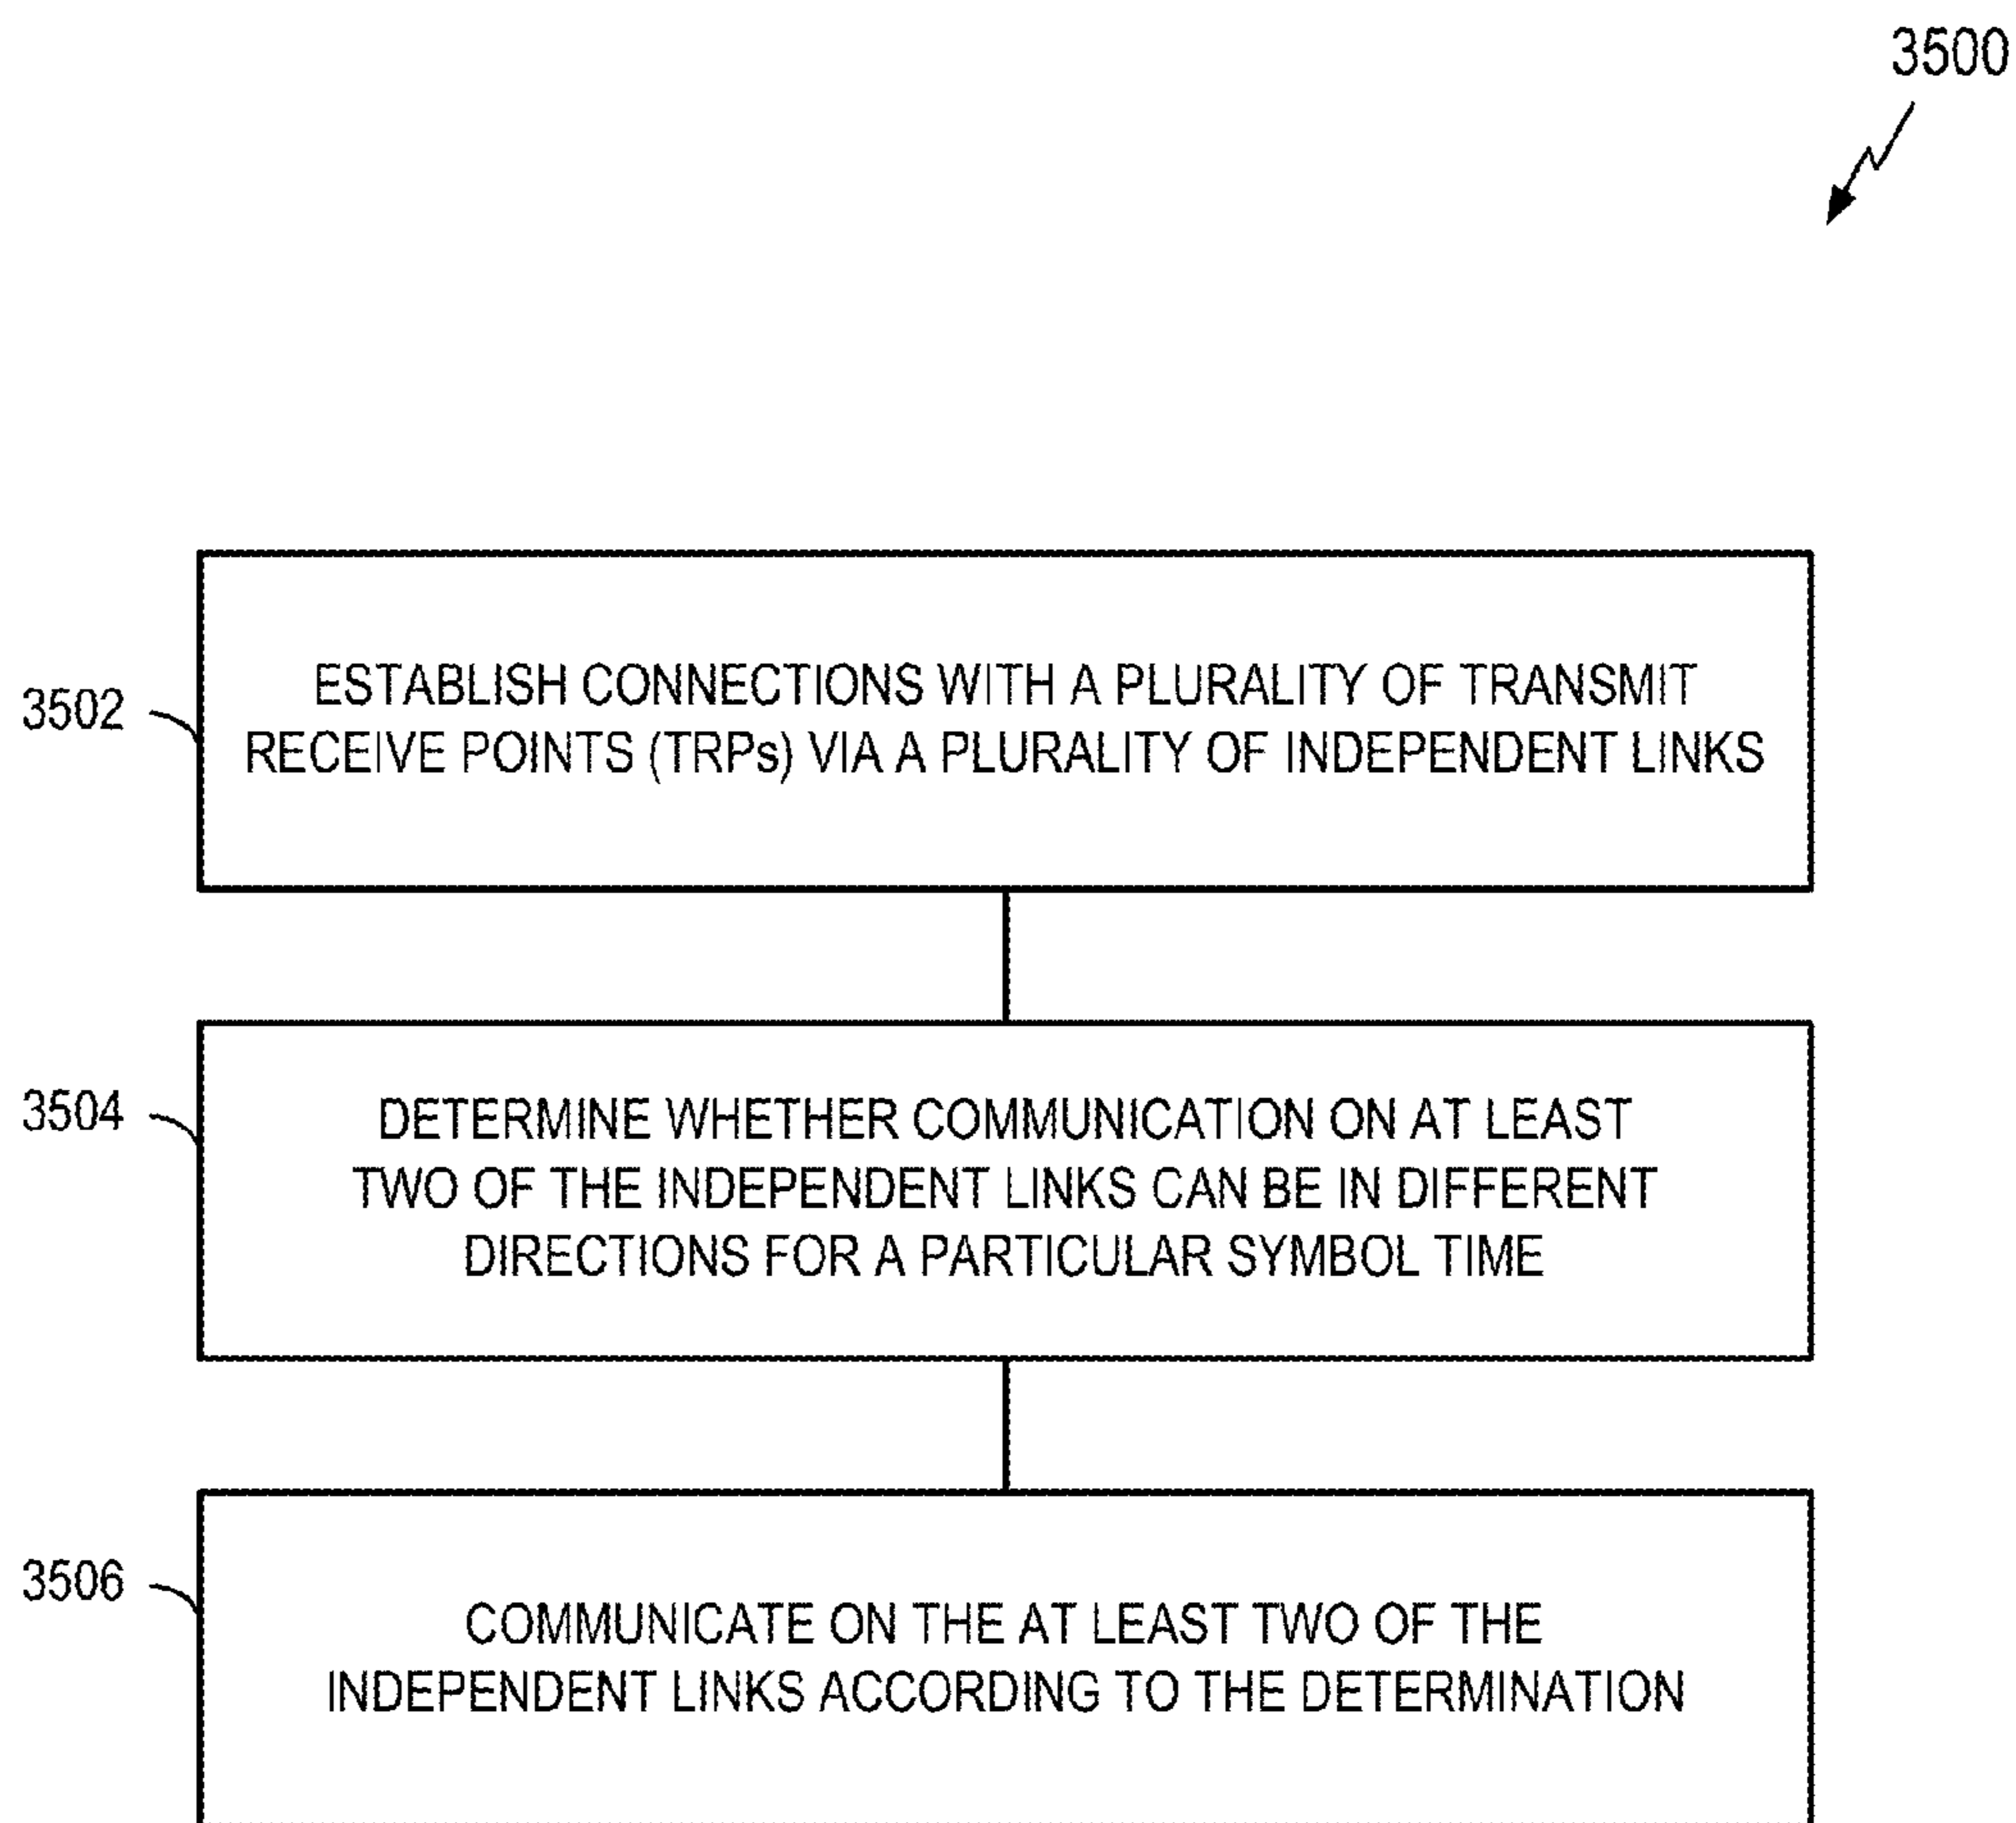 3500
3502
ESTABLISH CONNECTIONS WITH A PLURALITY OF TRANSMIT
RECEIVE POINTS (TRPs) VIA A PLURALITY OF INDEPENDENT LINKS
3504
DETERMINE WHETHER COMMUNICATION ON AT LEAST
TWO OF THE INDEPENDENT LINKS CAN BE IN DIFFERENT
DIRECTIONS FOR A PARTICULAR SYMBOL TIME
3506
COMMUNICATE ON THE AT LEAST TWO OF THE
INDEPENDENT LINKS ACCORDING TO THE DETERMINATION